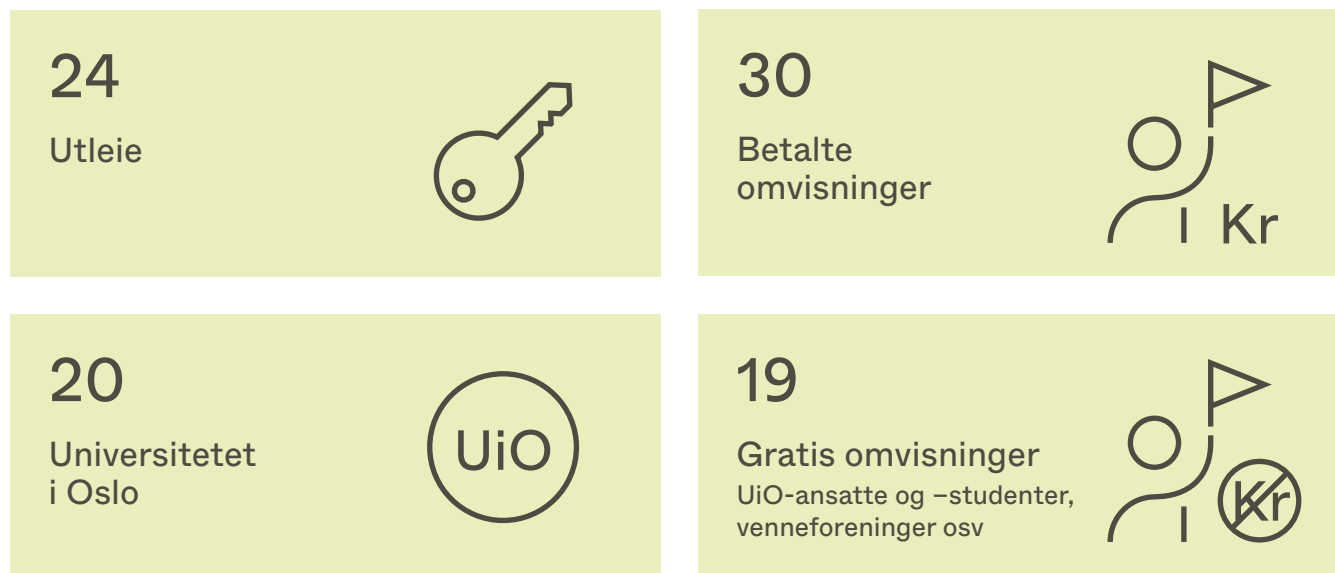 24
Utleie
30
Betalte
omvisninger
Kr
20
Universitetet
i Oslo
UiO
19
Gratis omvisninger
UiO-ansatte og –studenter,
venneforeninger osv
Kr